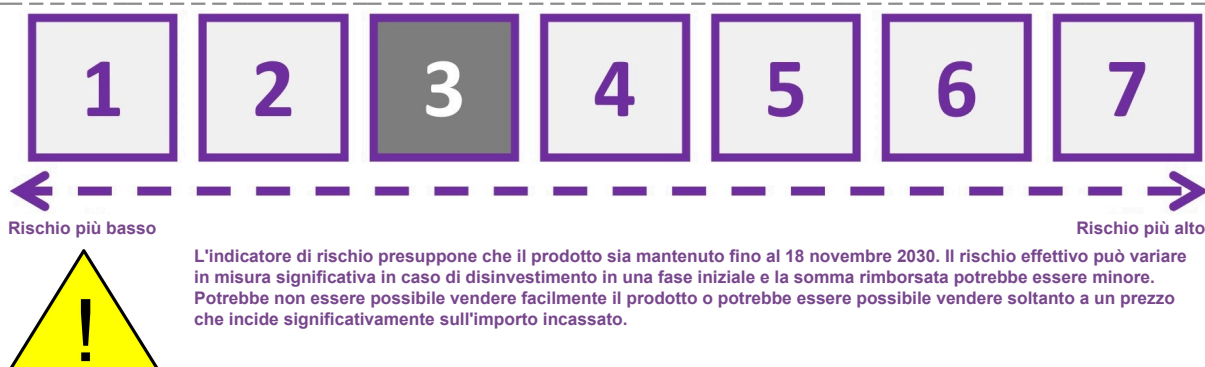 1 2 3 4 5 6 7
Rischio più basso Rischio più alto
L'indicatore di rischio presuppone che il prodotto sia mantenuto fino al 18 novembre 2030. Il rischio effettivo può variare
in misura significativa in caso di disinvestimento in una fase iniziale e la somma rimborsata potrebbe essere minore.
Potrebbe non essere possibile vendere facilmente il prodotto o potrebbe essere possibile vendere soltanto a un prezzo
che incide significativamente sull'importo incassato.
!